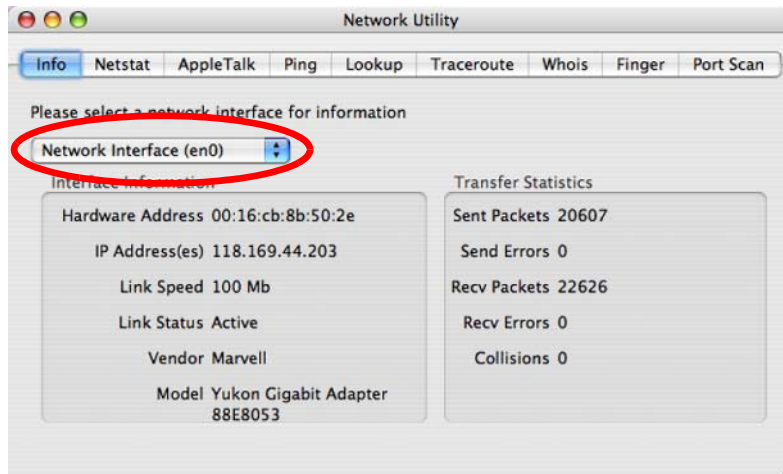 Network Utility
Info Netstat AppleTalk Ping Lookup Traceroute Whois Finger Port Scan
Please select a network interface for information
Network Interface (en0)
Interface Information
Hardware Address 00:16:cb:8b:50:2e
IP Address(es) 118.169.44.203
Link Speed 100 Mb
Link Status Active
Vendor Marvell
Model Yukon Gigabit Adapter
88E8053
Transfer Statistics
Sent Packets 20607
Send Errors 0
Recv Packets 22626
Recv Errors 0
Collisions 0